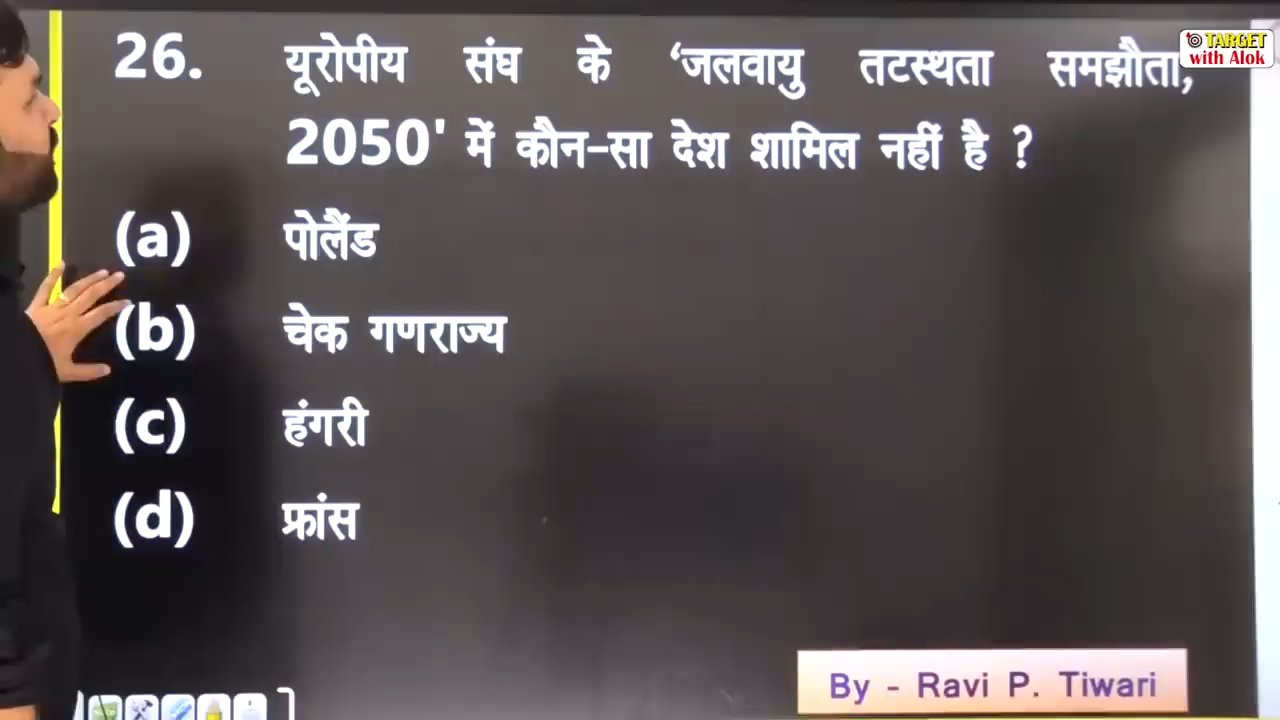 26. यूरोपीय संघ के ‘जलवायु तटस्थता समझौता,
2050' में कौन–सा देश शामिल नहीं है ?
(a) पोलैंड
(b) चेक गणराज्य
(c) हंगरी
(d) फ्रांस
TARGET
with Alok
By - Ravi P. Tiwari